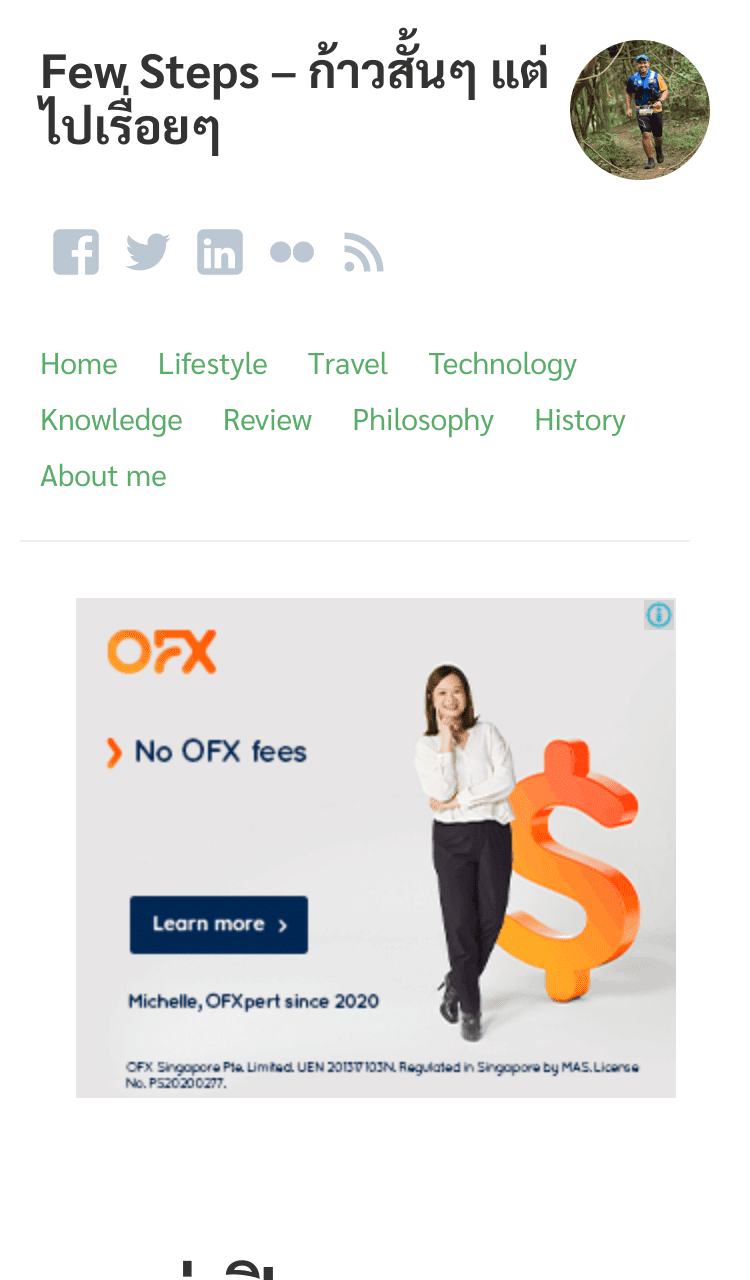 Few Steps – ก้าวสั้นๆ แต่
ไปเรื่อยๆ
Home Lifestyle Travel Technology
Knowledge Review Philosophy History
About me
OFX
No OFX fees
Learn more
Michelle, OFXpert since 2020
OFX Singapore Pte. Limited. UEN 201317103N. Regulated in Singapore by MAS. License
No. PS20200277.